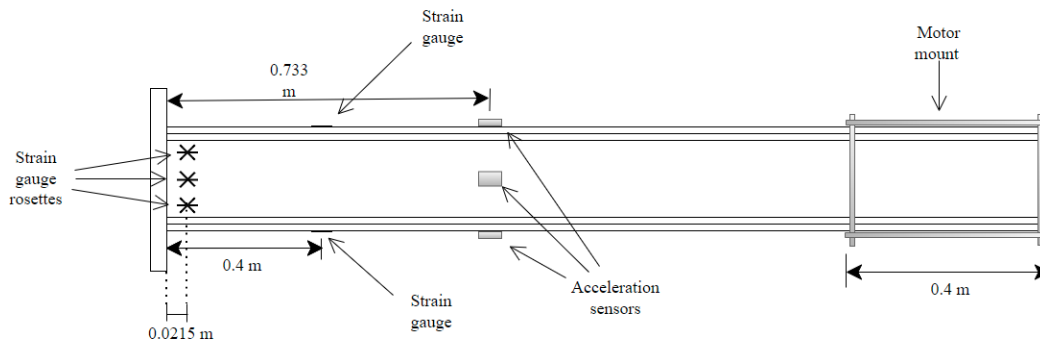 Strain
gauge
Motor
mount
0.733
m
Strain
gauge
rosettes
0.4 m
Strain
gauge
Acceleration
sensors
0.4 m
0.0215 m